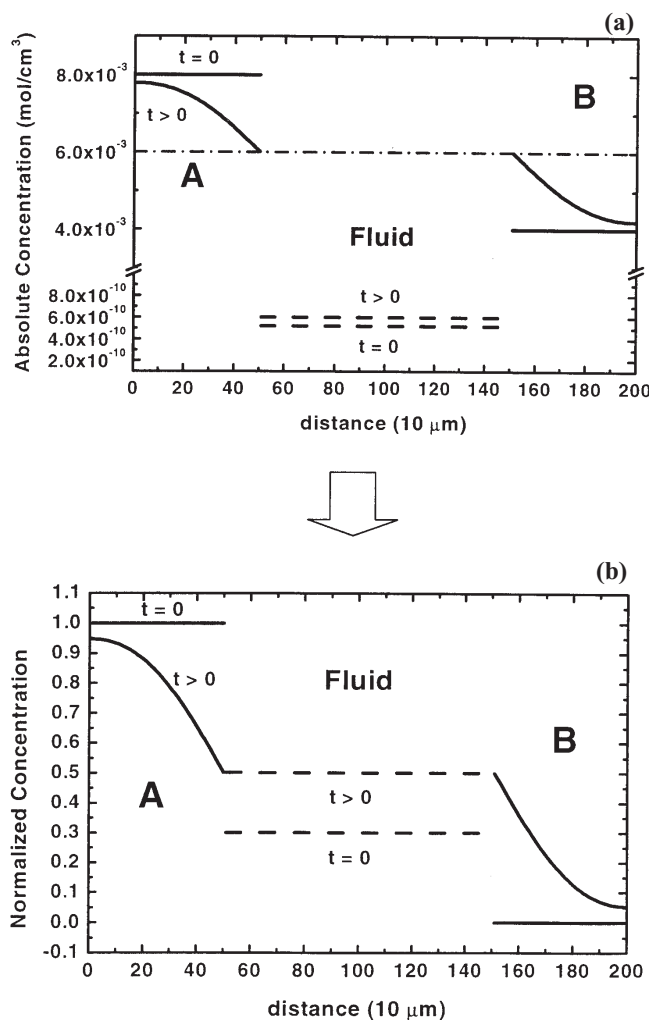 (a)
Absolute Concentration (mol/cm³)
8.0x10⁻³
6.0x10⁻³
4.0x10⁻³
8.0x10⁻¹⁰
6.0x10⁻¹⁰
4.0x10⁻¹⁰
2.0x10⁻¹⁰
t = 0
t > 0
A
B
Fluid
t > 0
t = 0
0 20 40 60 80 100 120 140 160 180 200
distance (10 μm)
(b)
Normalized Concentration
1.1
1.0
0.9
0.8
0.7
0.6
0.5
0.4
0.3
0.2
0.1
0.0
-0.1
t = 0
t > 0
Fluid
A
B
t > 0
t = 0
0 20 40 60 80 100 120 140 160 180 200
distance (10 μm)